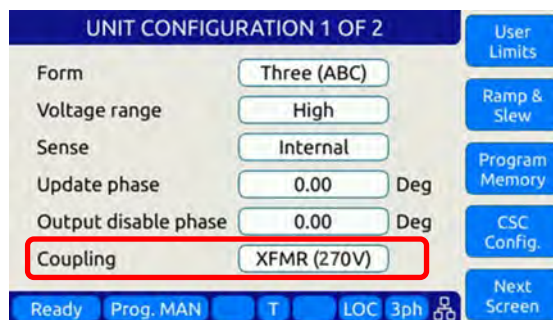 UNIT CONFIGURATION 1 OF 2
Form Three (ABC)
Voltage range High
Sense Internal
Update phase 0.00 Deg
Output disable phase 0.00 Deg
Coupling XFMR (270V)
Ready Prog. MAN T LOC 3ph
User
Limits
Ramp &
Slew
Program
Memory
CSC
Config.
Next
Screen